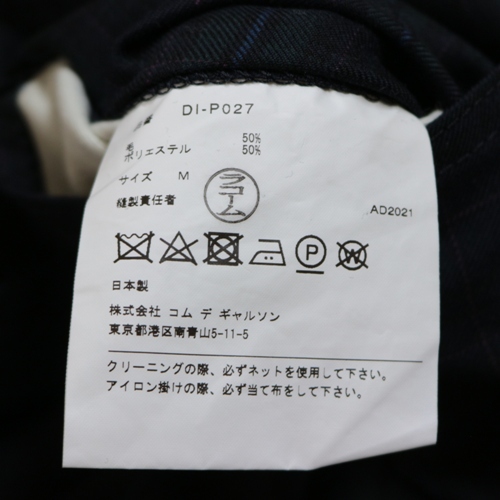 DI-P027
毛 50%
ポリエステル 50%
サイズ M
縫製責任者
AD2021
P
W
日本製
株式会社 コム デ ギャルソン
東京都港区南青山5-11-5
クリーニングの際、必ずネットを使用して下さい。
アイロン掛けの際、必ず当て布をして下さい。